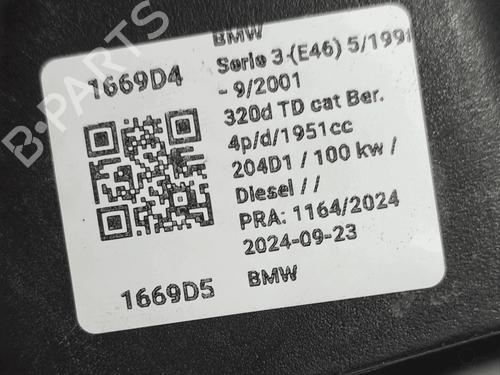 BMW
1669D4
Serie 3 (E46) 5/1998
- 9/2001
320d TD cat Ber.
4p/d/1951cc
204D1 / 100 kw /
Diesel / /
PRA: 1164/2024
2024-09-23
1669D5
BMW
B-PARTS